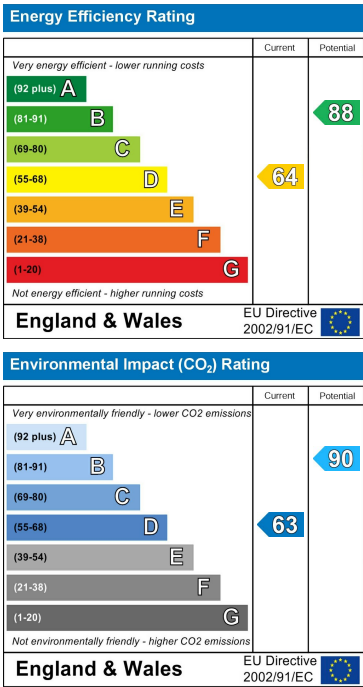 Energy Efficiency Rating
Current Potential
Very energy efficient - lower running costs
(92 plus) A
(81-91) B
88
(69-80) C
(55-68) D
64
(39-54) E
(21-38) F
(1-20) G
Not energy efficient - higher running costs
England & Wales
EU Directive
2002/91/EC
Environmental Impact (CO₂) Rating
Current Potential
Very environmentally friendly - lower CO2 emissions
(92 plus) A
(81-91) B
90
(69-80) C
(55-68) D
63
(39-54) E
(21-38) F
(1-20) G
Not environmentally friendly - higher CO2 emissions
England & Wales
EU Directive
2002/91/EC